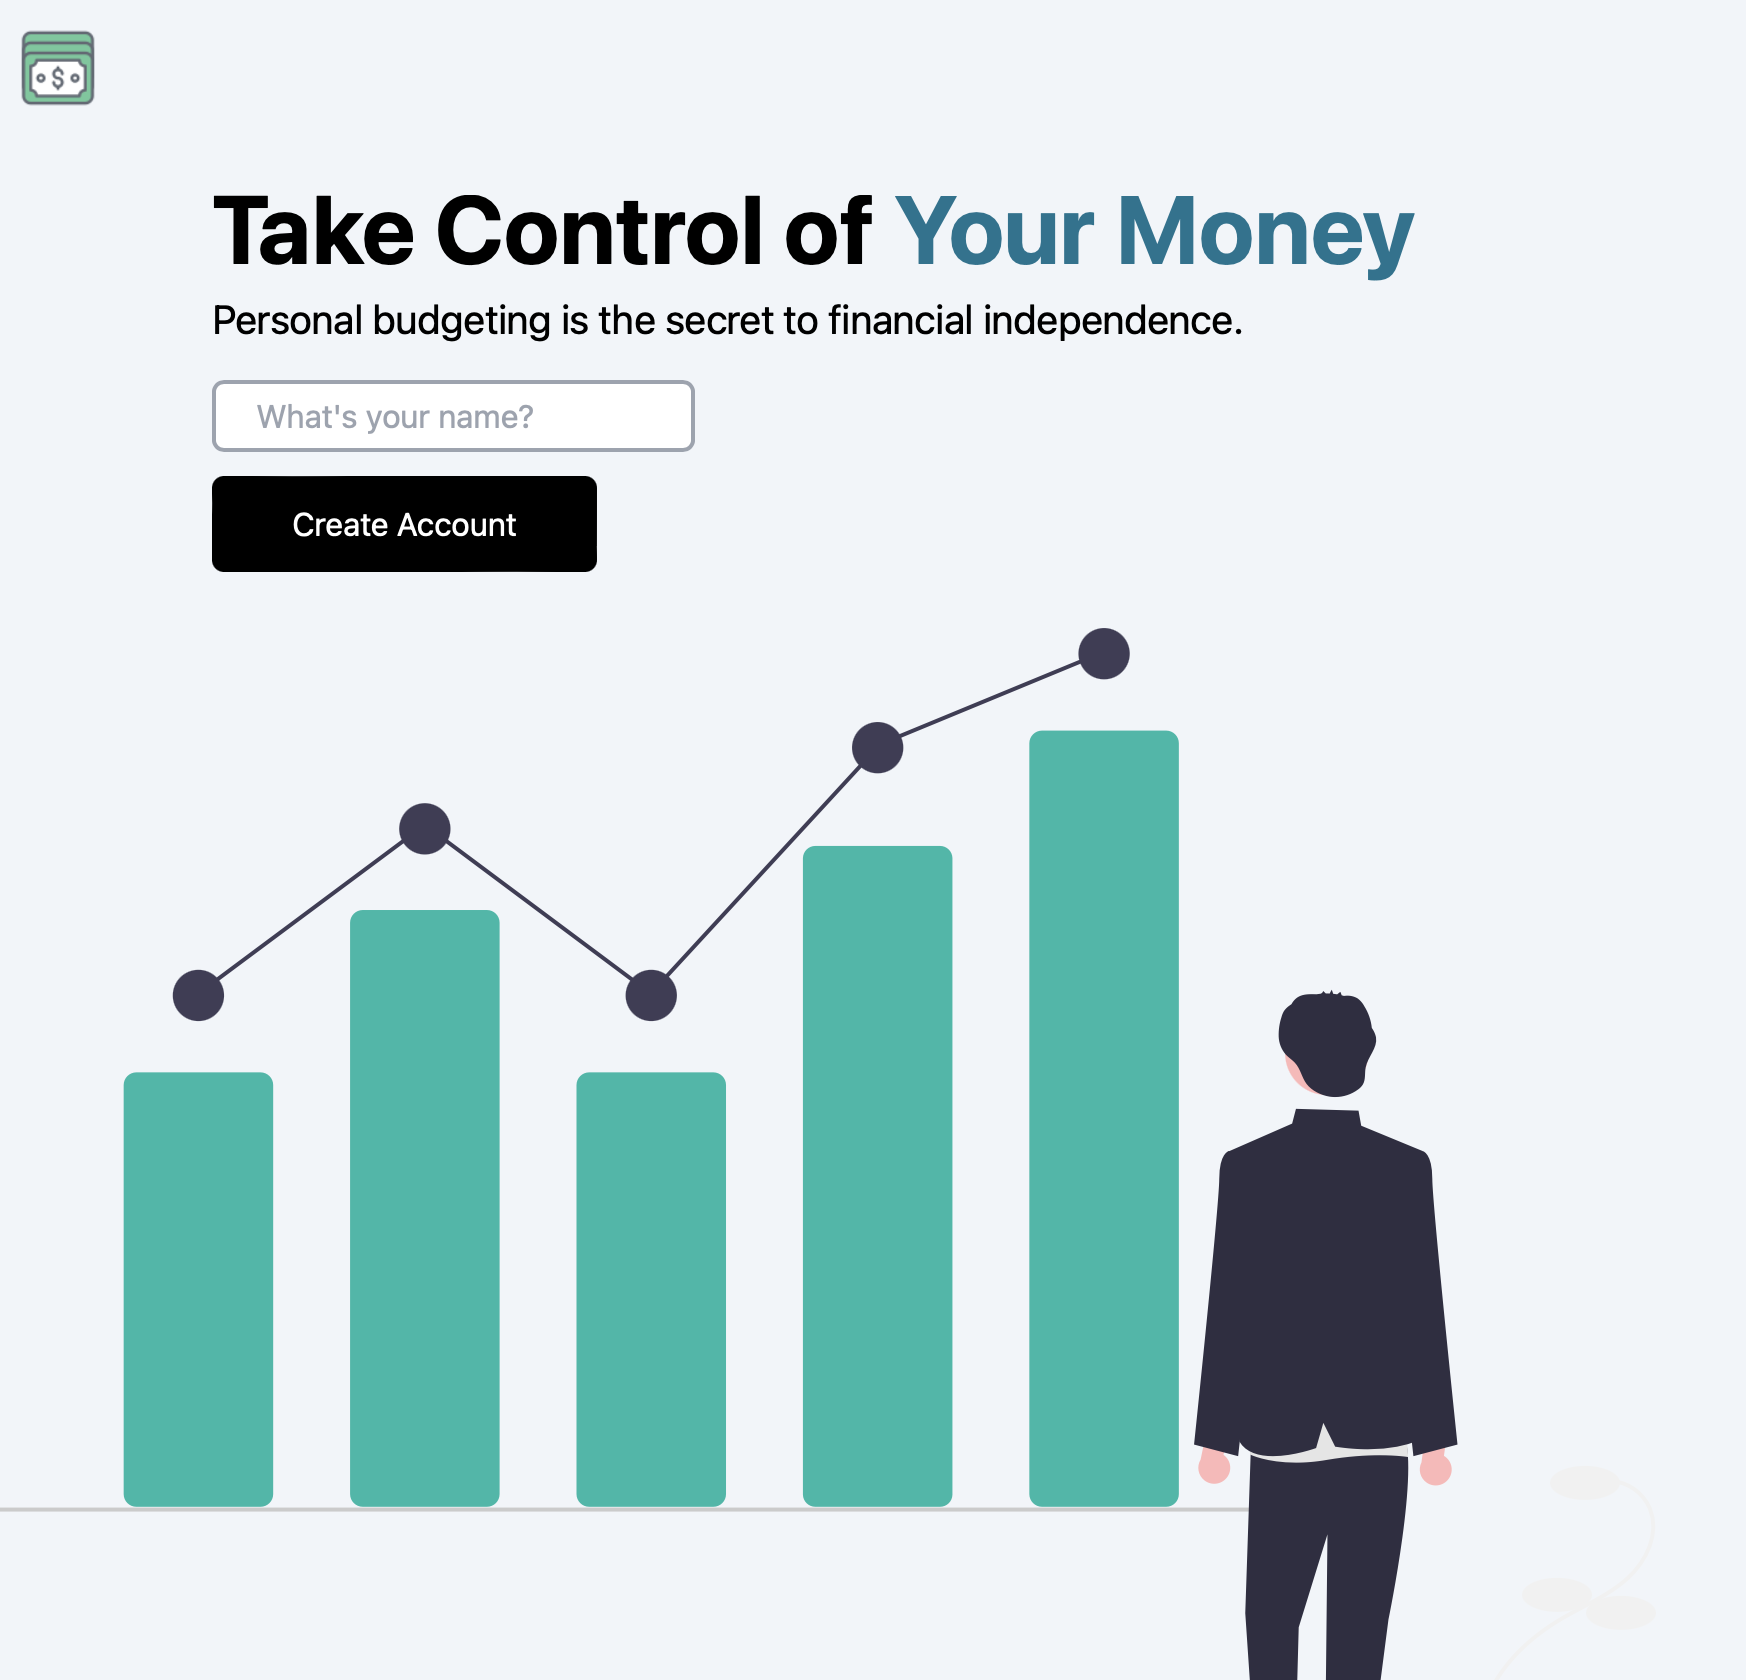 $
Take Control of Your Money
Personal budgeting is the secret to financial independence.
What's your name?
Create Account